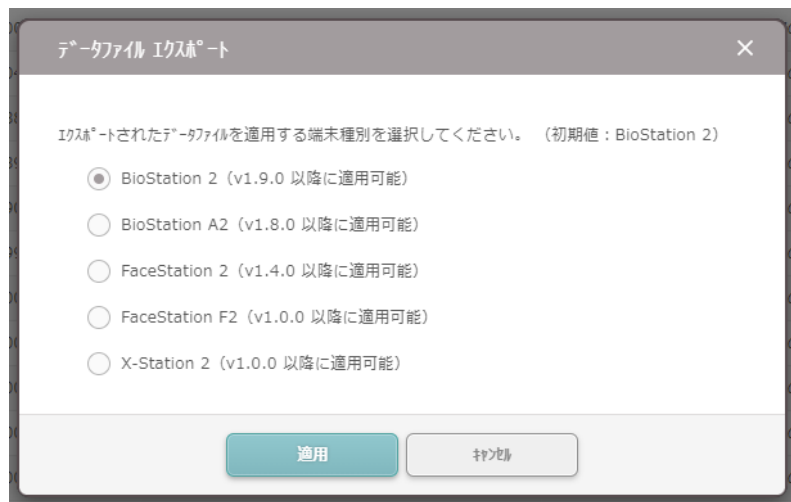 ﾃﾞｰﾀﾌｧｲﾙ ｴｸｽﾎﾟｰﾄ
ｴｸｽﾎﾟｰﾄされたﾃﾞｰﾀﾌｧｲﾙを適用する端末種別を選択してください。 （初期値：BioStation 2）
BioStation 2（v1.9.0 以降に適用可能）
BioStation A2（v1.8.0 以降に適用可能）
FaceStation 2（v1.4.0 以降に適用可能）
FaceStation F2（v1.0.0 以降に適用可能）
X-Station 2（v1.0.0 以降に適用可能）
適用
ｷｬﾝｾﾙ